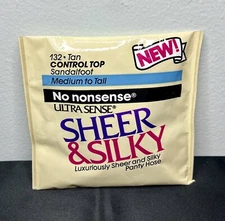 132 • Tan
CONTROL TOP
Sandalfoot
NEW!
Medium to Tall
No nonsense®
ULTRA SENSE®
SHEER
&SILKY
Luxuriously Sheer and Silky
Panty Hose